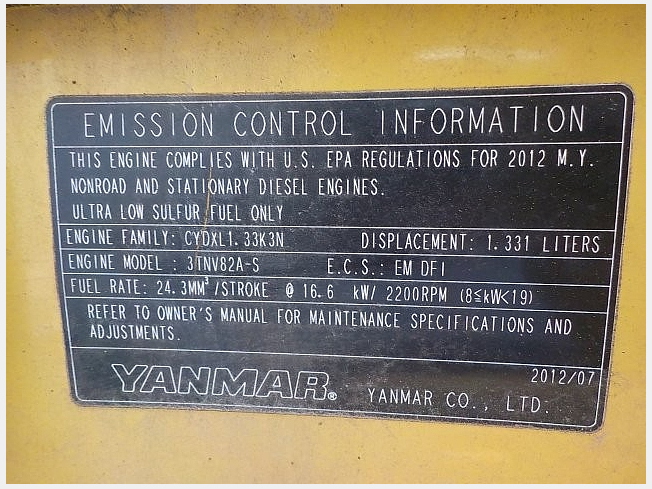 EMISSION CONTROL INFORMATION
THIS ENGINE COMPLIES WITH U.S. EPA REGULATIONS FOR 2012 M.Y.
NONROAD AND STATIONARY DIESEL ENGINES.
ULTRA LOW SULFUR FUEL ONLY
ENGINE FAMILY: CYDXL1.33K3N DISPLACEMENT: 1.331 LITERS
ENGINE MODEL : 3TNV82A-S E.C.S.: EM DFI
FUEL RATE: 24.3MM³/STROKE @ 16.6 kW/ 2200RPM (8≦kW<19)
REFER TO OWNER'S MANUAL FOR MAINTENANCE SPECIFICATIONS AND
ADJUSTMENTS.
2012/07
YANMAR® YANMAR CO., LTD.